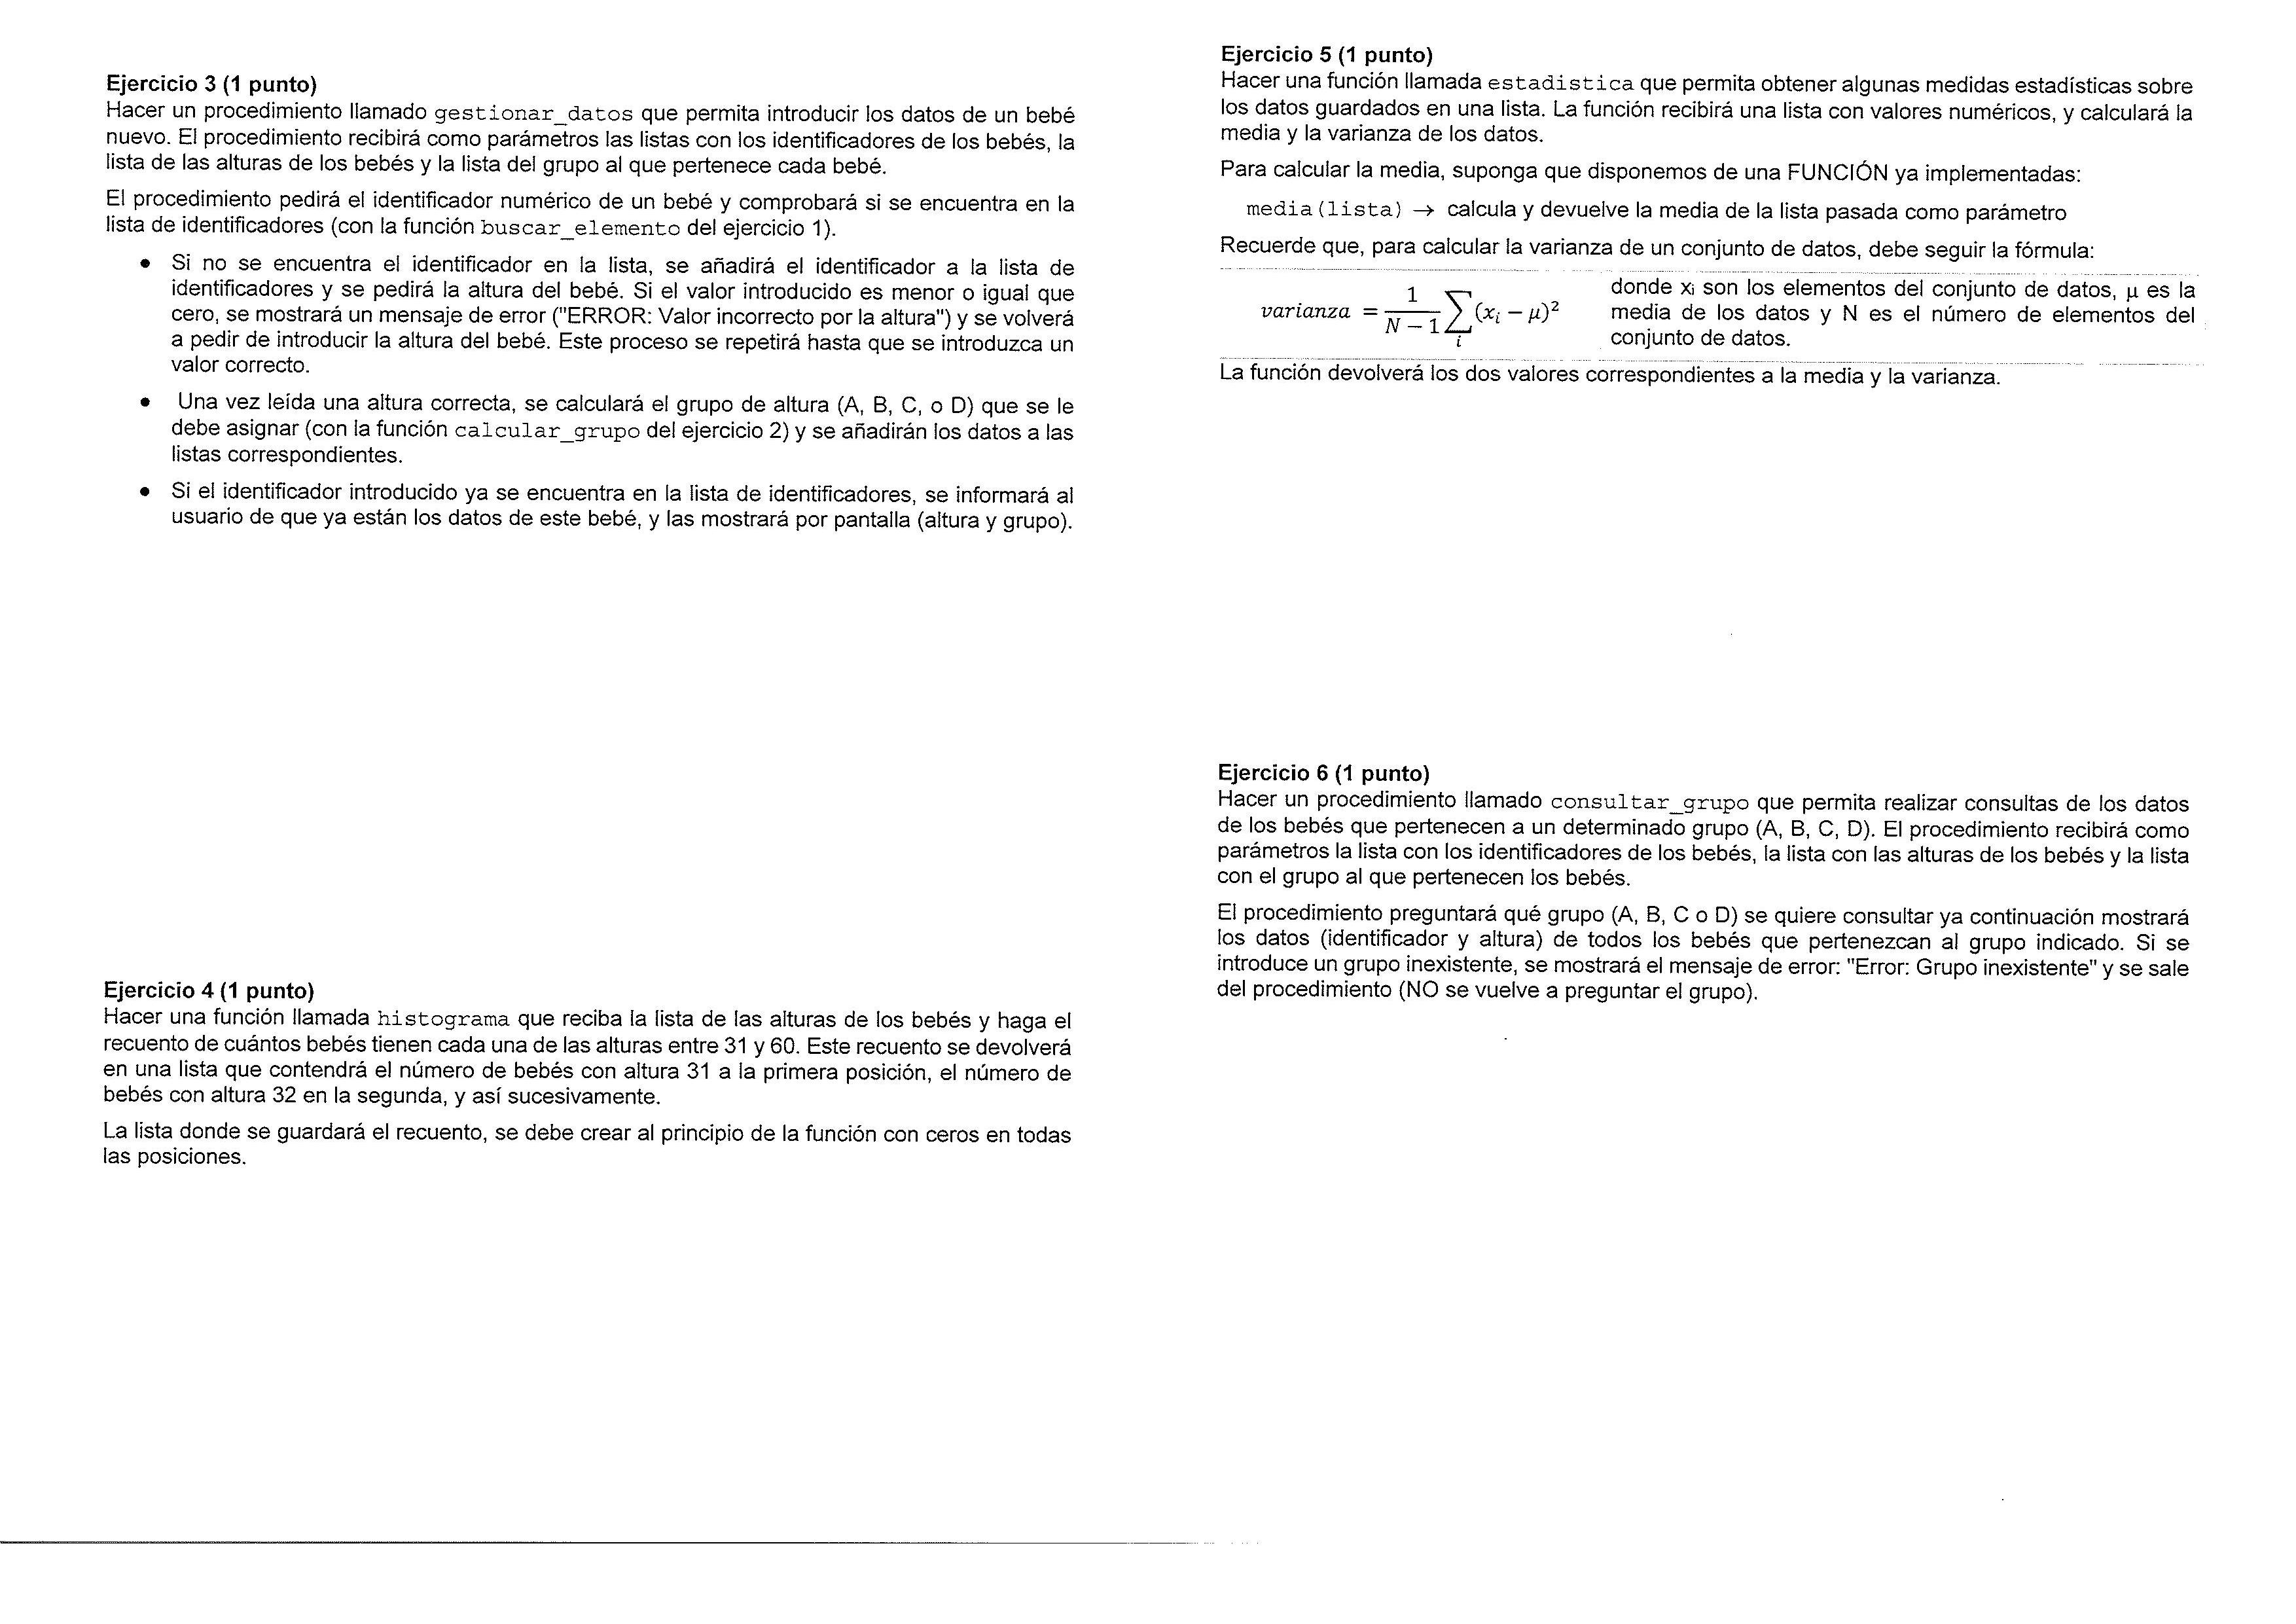 Ejercicio 3 (1 punto)
Hacer un procedimiento llamado gestionar_datos que permita introducir los datos de un bebé
nuevo. El procedimiento recibirá como parámetros las listas con los identificadores de los bebés, la
lista de las alturas de los bebés y la lista del grupo al que pertenece cada bebé.
El procedimiento pedirá el identificador numérico de un bebé y comprobará si se encuentra en la
lista de identificadores (con la función buscar_elemento del ejercicio 1).
• Si no se encuentra el identificador en la lista, se añadirá el identificador a la lista de
identificadores y se pedirá la altura del bebé. Si el valor introducido es menor o igual que
cero, se mostrará un mensaje de error ("ERROR: Valor incorrecto por la altura") y se volverá
a pedir de introducir la altura del bebé. Este proceso se repetirá hasta que se introduzca un
valor correcto.
• Una vez leída una altura correcta, se calculará el grupo de altura (A, B, C, o D) que se le
debe asignar (con la función calcular_grupo del ejercicio 2) y se añadirán los datos a las
listas correspondientes.
• Si el identificador introducido ya se encuentra en la lista de identificadores, se informará al
usuario de que ya están los datos de este bebé, y las mostrará por pantalla (altura y grupo).
Ejercicio 4 (1 punto)
Hacer una función llamada histograma que reciba la lista de las alturas de los bebés y haga el
recuento de cuántos bebés tienen cada una de las alturas entre 31 y 60. Este recuento se devolverá
en una lista que contendrá el número de bebés con altura 31 a la primera posición, el número de
bebés con altura 32 en la segunda, y así sucesivamente.
La lista donde se guardará el recuento, se debe crear al principio de la función con ceros en todas
las posiciones.
Ejercicio 5 (1 punto)
Hacer una función llamada estadistica que permita obtener algunas medidas estadísticas sobre
los datos guardados en una lista. La función recibirá una lista con valores numéricos, y calculará la
media y la varianza de los datos.
Para calcular la media, suponga que disponemos de una FUNCIÓN ya implementadas:
media(lista) → calcula y devuelve la media de la lista pasada como parámetro
Recuerde que, para calcular la varianza de un conjunto de datos, debe seguir la fórmula:
varianza = 1/(N − 1) ∑i (xi − μ)²
donde xi son los elementos del conjunto de datos, μ es la
media de los datos y N es el número de elementos del
conjunto de datos.
La función devolverá los dos valores correspondientes a la media y la varianza.
Ejercicio 6 (1 punto)
Hacer un procedimiento llamado consultar_grupo que permita realizar consultas de los datos
de los bebés que pertenecen a un determinado grupo (A, B, C, D). El procedimiento recibirá como
parámetros la lista con los identificadores de los bebés, la lista con las alturas de los bebés y la lista
con el grupo al que pertenecen los bebés.
El procedimiento preguntará qué grupo (A, B, C o D) se quiere consultar ya continuación mostrará
los datos (identificador y altura) de todos los bebés que pertenezcan al grupo indicado. Si se
introduce un grupo inexistente, se mostrará el mensaje de error: "Error: Grupo inexistente" y se sale
del procedimiento (NO se vuelve a preguntar el grupo).